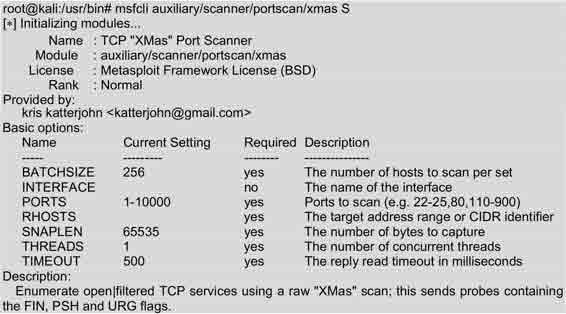 root@kali:/usr/bin# msfcli auxiliary/scanner/portscan/xmas S
[*] Initializing modules...
Name : TCP "XMas" Port Scanner
Module : auxiliary/scanner/portscan/xmas
License : Metasploit Framework License (BSD)
Rank : Normal
Provided by:
kris katterjohn <katterjohn@gmail.com>
Basic options:
Name Current Setting Required Description
----- --------- -------- ---------------
BATCHSIZE 256 yes The number of hosts to scan per set
INTERFACE no The name of the interface
PORTS 1-10000 yes Ports to scan (e.g. 22-25,80,110-900)
RHOSTS yes The target address range or CIDR identifier
SNAPLEN 65535 yes The number of bytes to capture
THREADS 1 yes The number of concurrent threads
TIMEOUT 500 yes The reply read timeout in milliseconds
Description:
Enumerate open|filtered TCP services using a raw "XMas" scan; this sends probes containing
the FIN, PSH and URG flags.